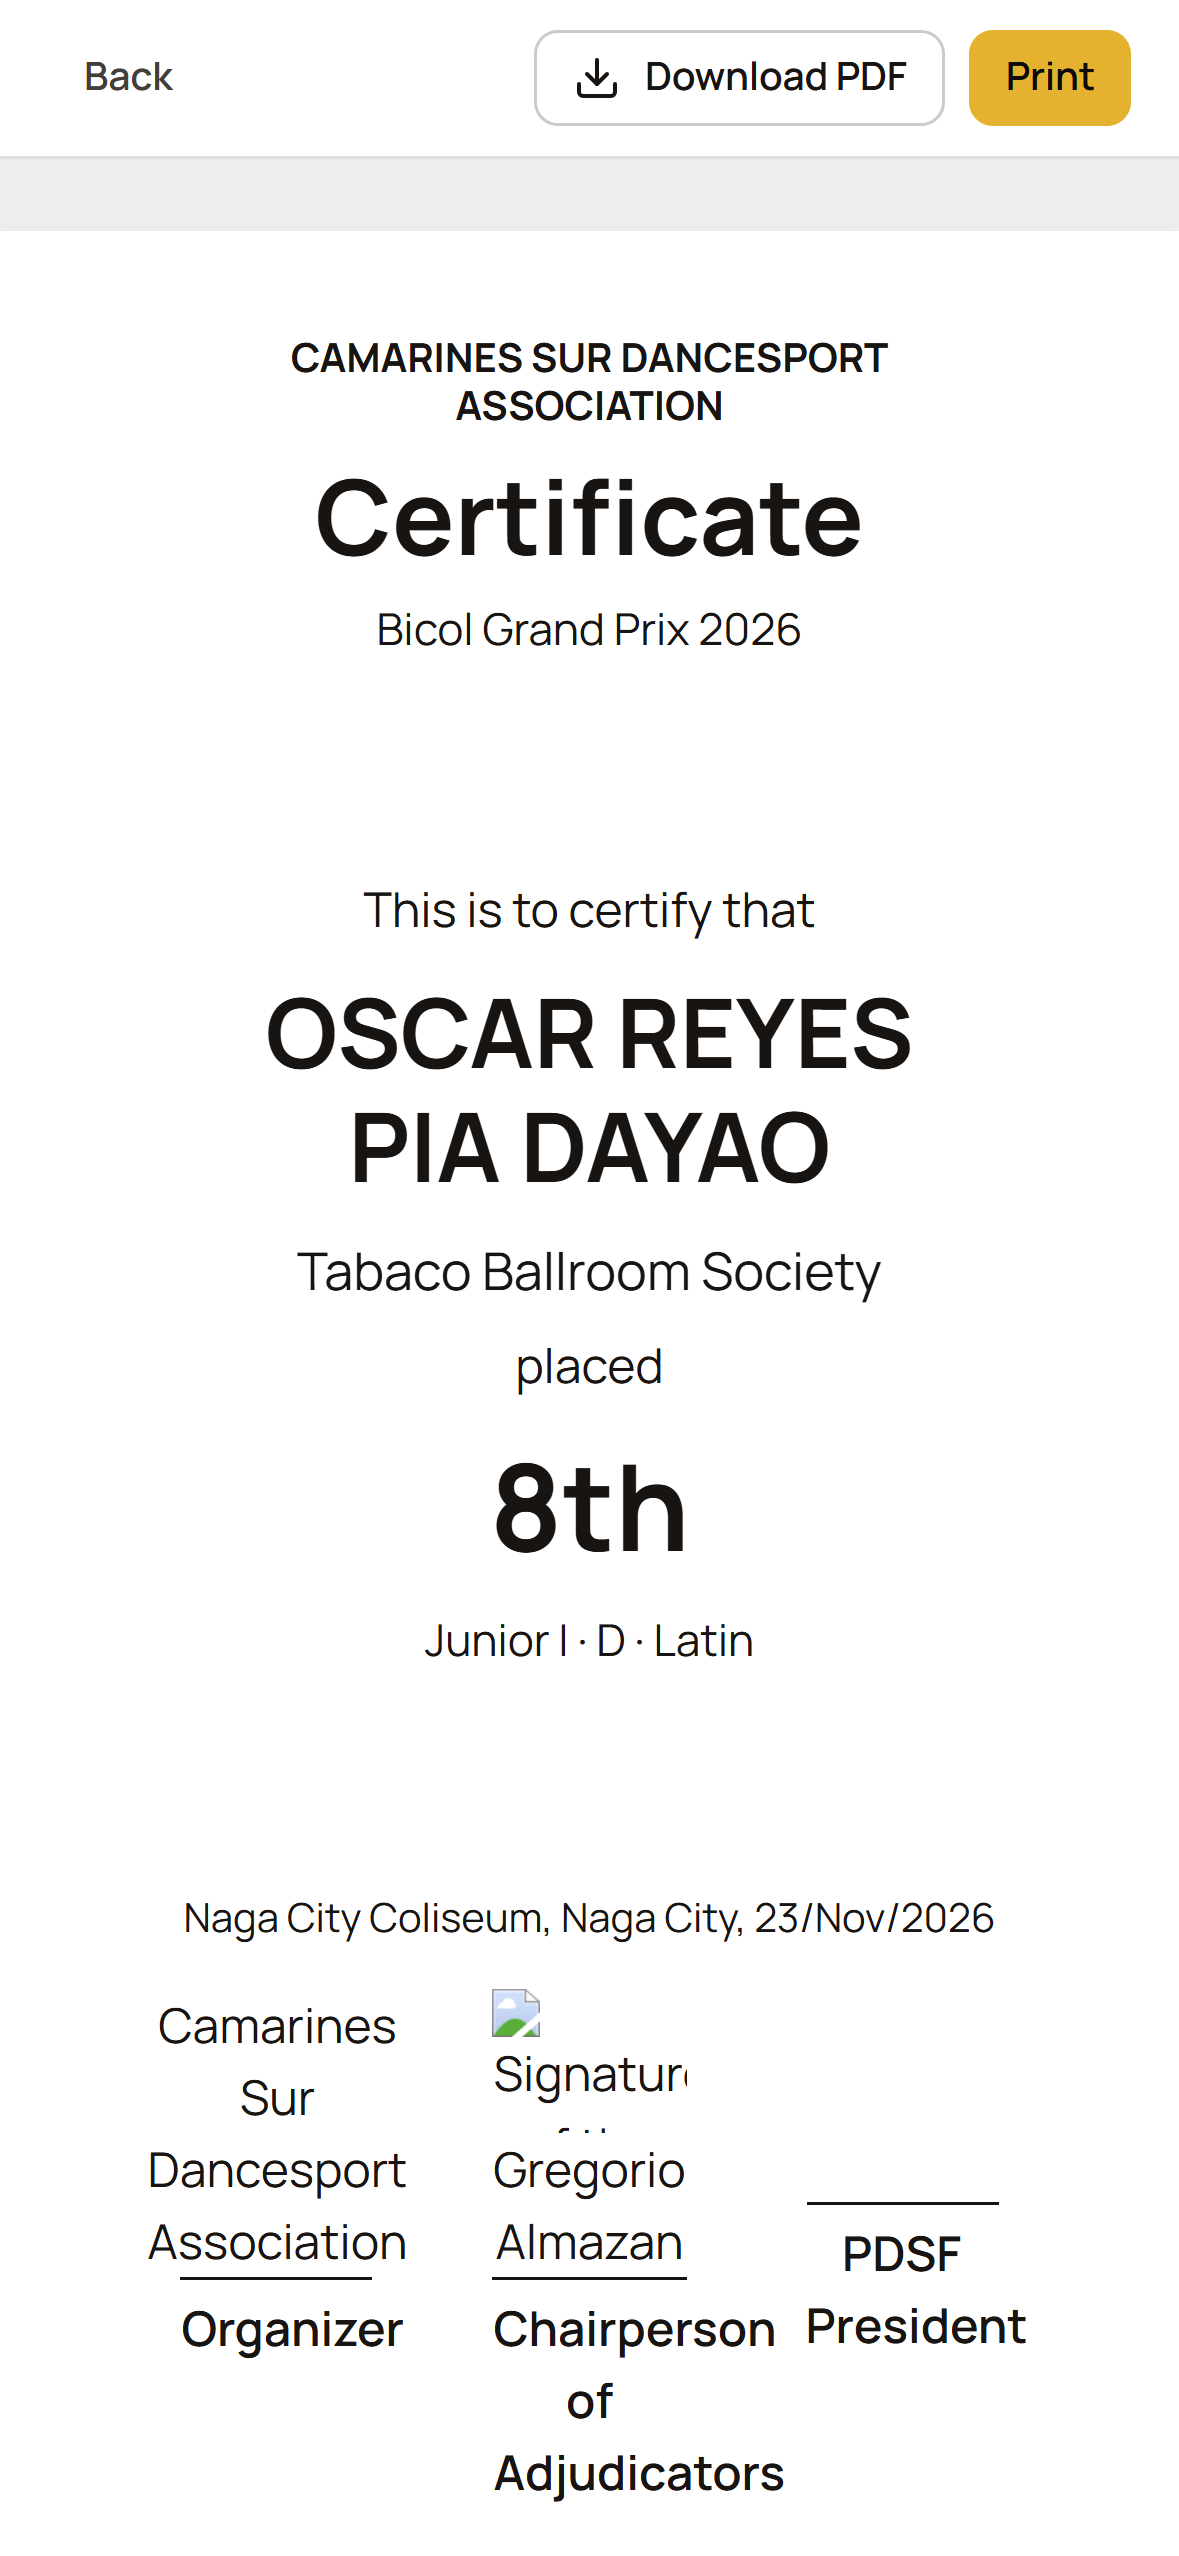 Back
Download PDF
Print
CAMARINES SUR DANCESPORT
ASSOCIATION
Certificate
Bicol Grand Prix 2026
This is to certify that
OSCAR REYES
PIA DAYAO
Tabaco Ballroom Society
placed
8th
Junior I · D · Latin
Naga City Coliseum, Naga City, 23/Nov/2026
Camarines
Sur
Dancesport
Association
Organizer
Signature
Gregorio
Almazan
Chairperson
of
Adjudicators
PDSF
President